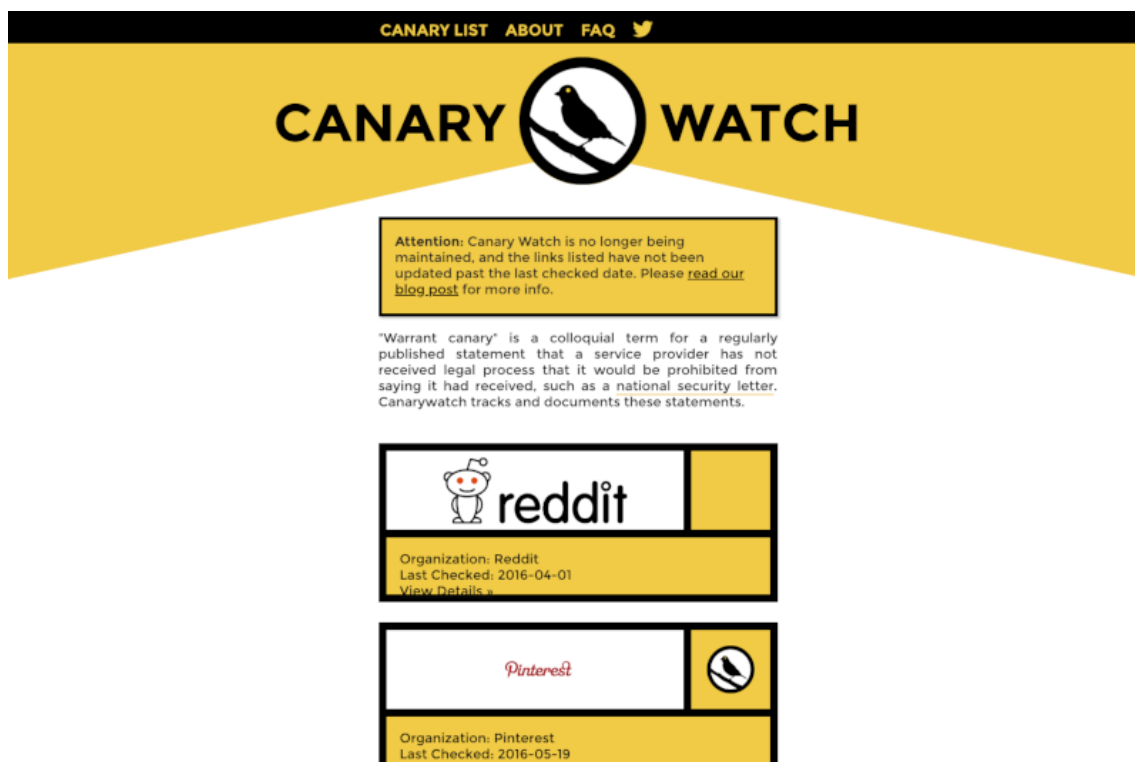 CANARY LIST ABOUT FAQ
CANARY WATCH
Attention: Canary Watch is no longer being
maintained, and the links listed have not been
updated past the last checked date. Please read our
blog post for more info.
"Warrant canary" is a colloquial term for a regularly
published statement that a service provider has not
received legal process that it would be prohibited from
saying it had received, such as a national security letter.
Canarywatch tracks and documents these statements.
reddit
Organization: Reddit
Last Checked: 2016-04-01
View Details »
Pinterest
Organization: Pinterest
Last Checked: 2016-05-19